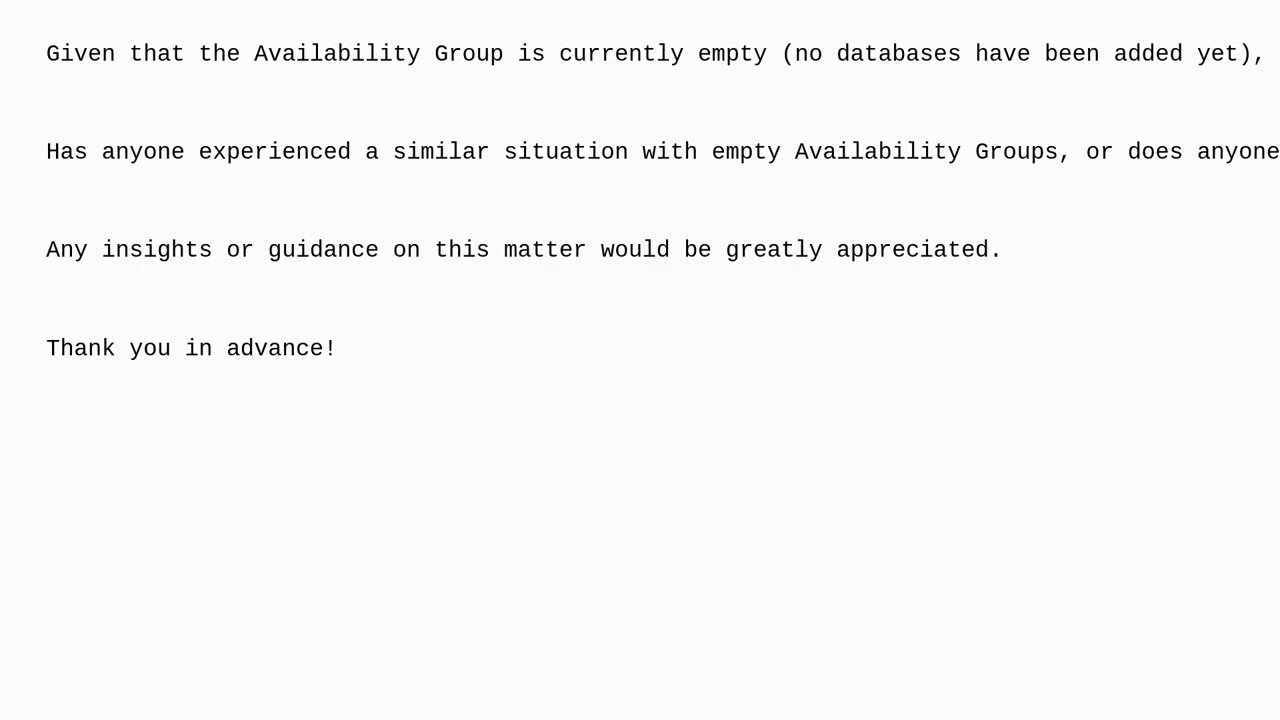 Given that the Availability Group is currently empty (no databases have been added yet),
Has anyone experienced a similar situation with empty Availability Groups, or does anyone
Any insights or guidance on this matter would be greatly appreciated.
Thank you in advance!